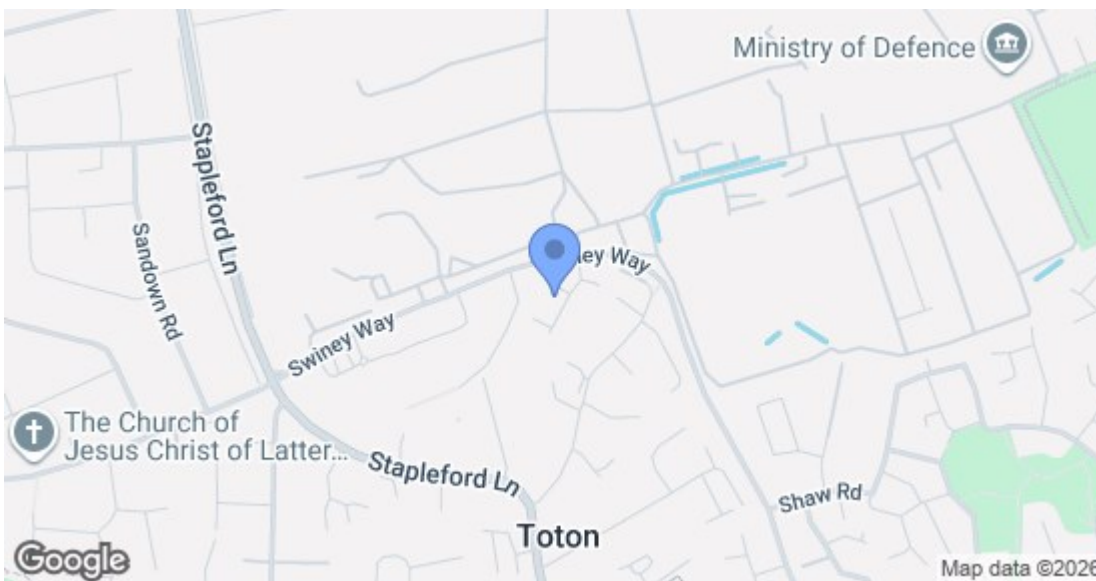 Ministry of Defence
Stapleford Ln
Sandown Rd
ney Way
Swiney Way
The Church of
Jesus Christ of Latter...
Stapleford Ln
Shaw Rd
Toton
Google
Map data ©2026